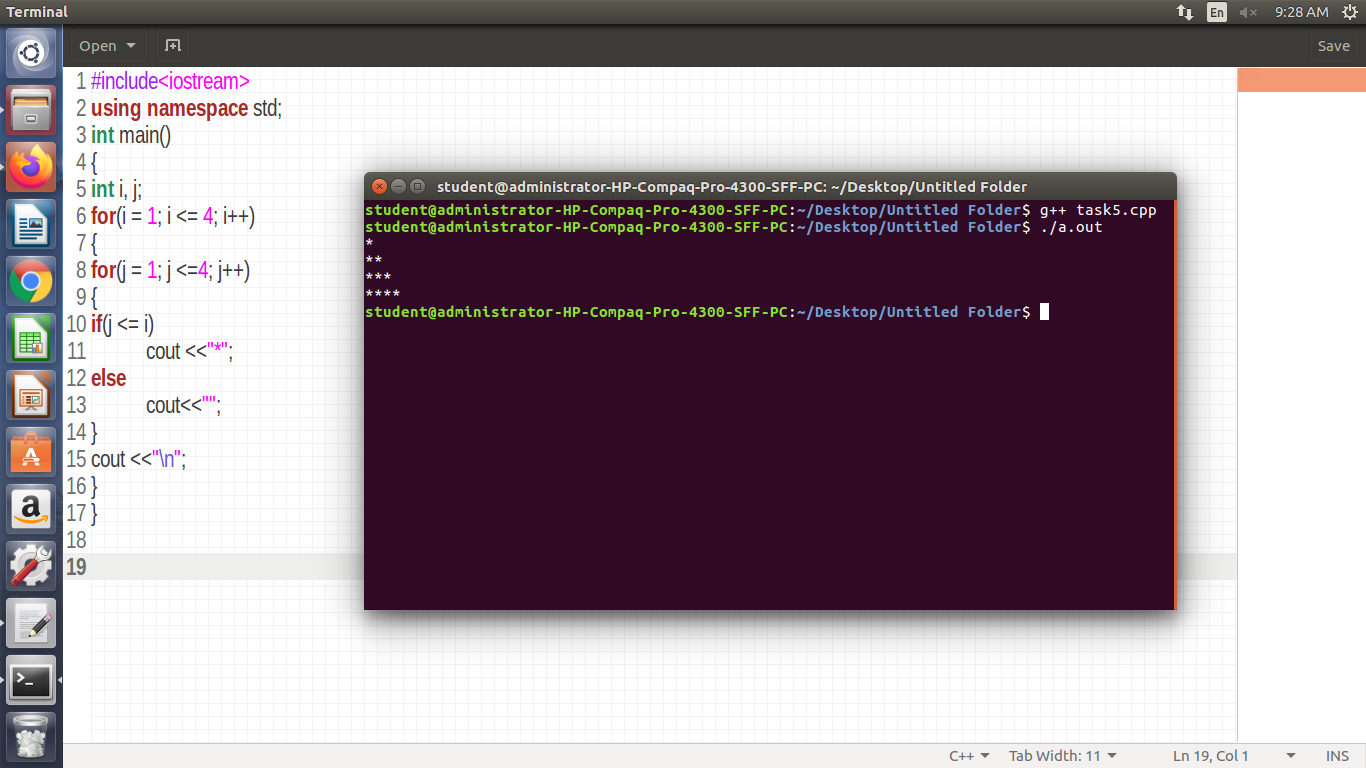 Terminal
En
9:28 AM
Open
Save
1 #include<iostream>
2 using namespace std;
3 int main()
4 {
5 int i, j;
6 for(i = 1; i <= 4; i++)
7 {
8 for(j = 1; j <=4; j++)
9 {
10 if(j <= i)
11 cout <<"*";
12 else
13 cout<<"";
14 }
15 cout <<"\n";
16 }
17 }
18
19
student@administrator-HP-Compaq-Pro-4300-SFF-PC: ~/Desktop/Untitled Folder
student@administrator-HP-Compaq-Pro-4300-SFF-PC:~/Desktop/Untitled Folder$ g++ task5.cpp
student@administrator-HP-Compaq-Pro-4300-SFF-PC:~/Desktop/Untitled Folder$ ./a.out
*
**
***
****
student@administrator-HP-Compaq-Pro-4300-SFF-PC:~/Desktop/Untitled Folder$
C++
Tab Width: 11
Ln 19, Col 1
INS